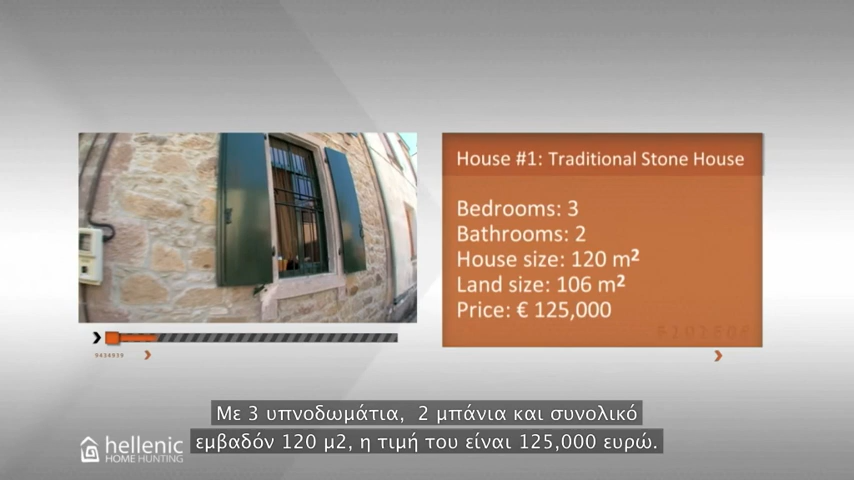 House #1: Traditional Stone House
Bedrooms: 3
Bathrooms: 2
House size: 120 m²
Land size: 106 m²
Price: € 125,000
Με 3 υπνοδωμάτια, 2 μπάνια και συνολικό
εμβαδόν 120 μ2, η τιμή του είναι 125,000 ευρώ.
hellenic
HOME HUNTING